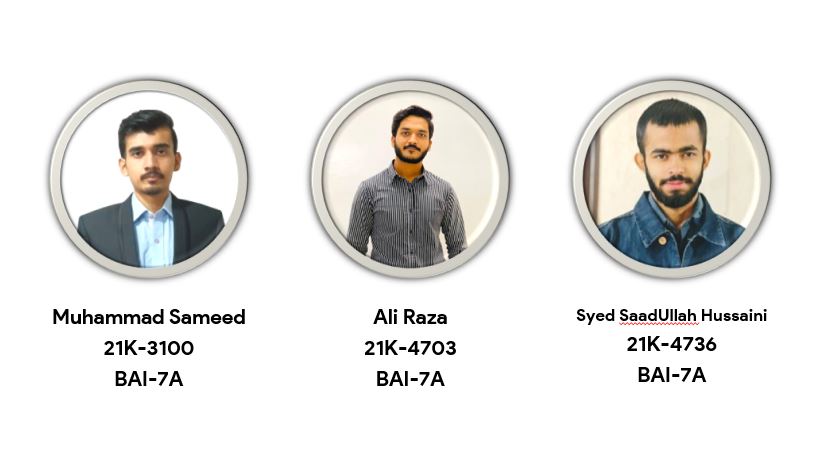 Muhammad Sameed
21K-3100
BAI-7A
Ali Raza
21K-4703
BAI-7A
Syed SaadUllah Hussaini
21K-4736
BAI-7A